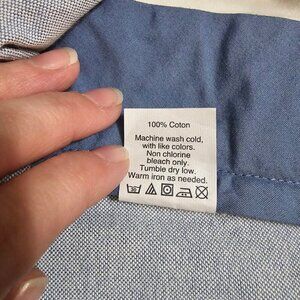 100% Coton
Machine wash cold,
with like colors.
Non chlorine
bleach only.
Tumble dry low.
Warm iron as needed.